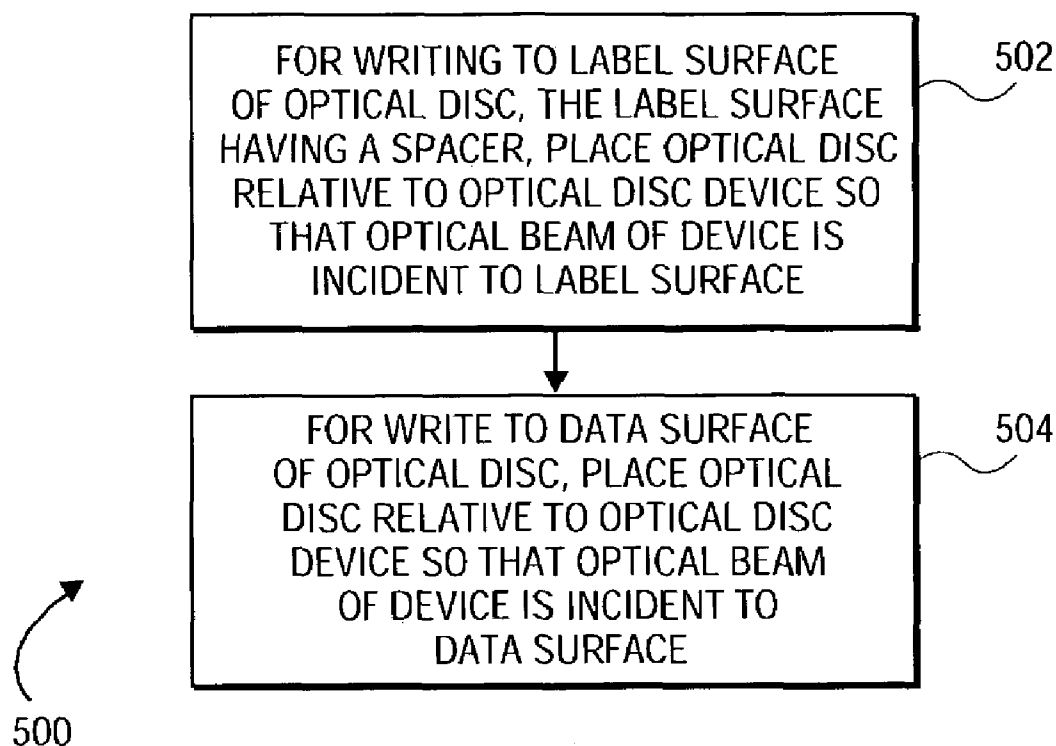 FOR WRITING TO LABEL SURFACE
OF OPTICAL DISC, THE LABEL SURFACE
HAVING A SPACER, PLACE OPTICAL DISC
RELATIVE TO OPTICAL DISC DEVICE SO
THAT OPTICAL BEAM OF DEVICE IS
INCIDENT TO LABEL SURFACE
502
FOR WRITE TO DATA SURFACE
OF OPTICAL DISC, PLACE OPTICAL
DISC RELATIVE TO OPTICAL DISC
DEVICE SO THAT OPTICAL BEAM
OF DEVICE IS INCIDENT TO
DATA SURFACE
504
500